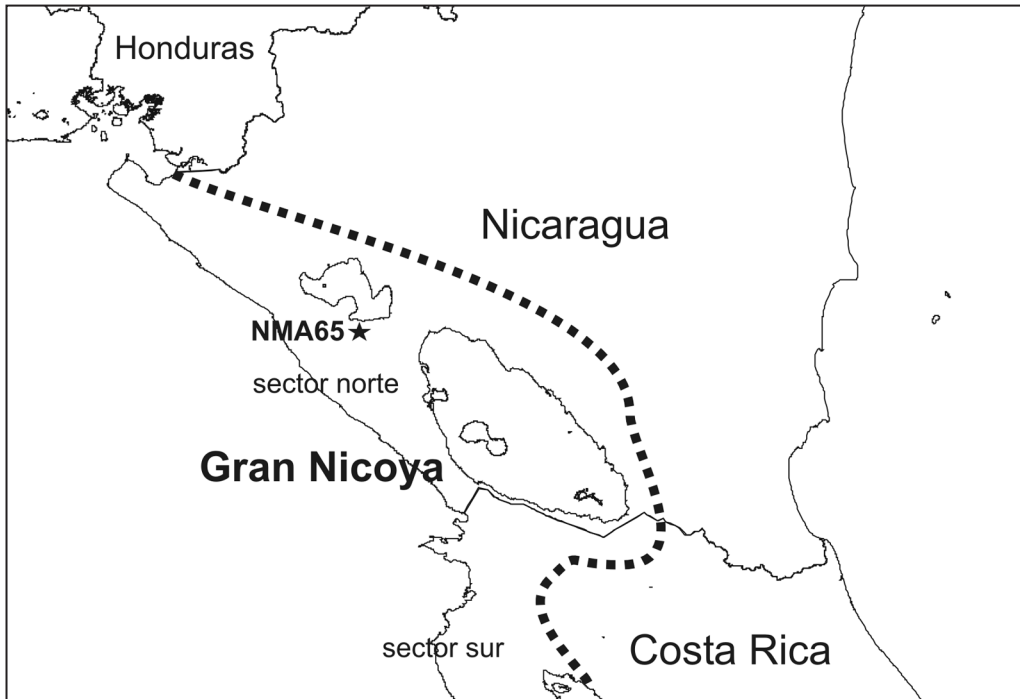 Honduras
Nicaragua
NMA65
sector norte
Gran Nicoya
sector sur
Costa Rica